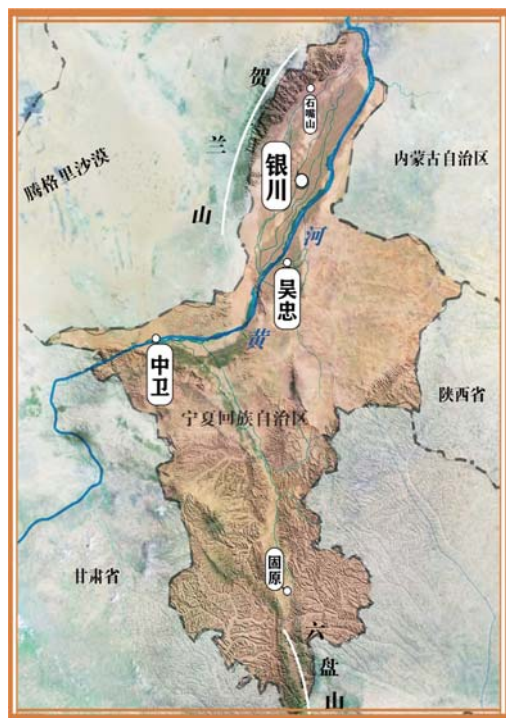 贺兰山
石嘴山
银川
内蒙古自治区
腾格里沙漠
黄河
吴忠
中卫
宁夏回族自治区
陕西省
甘肃省
固原
六盘山